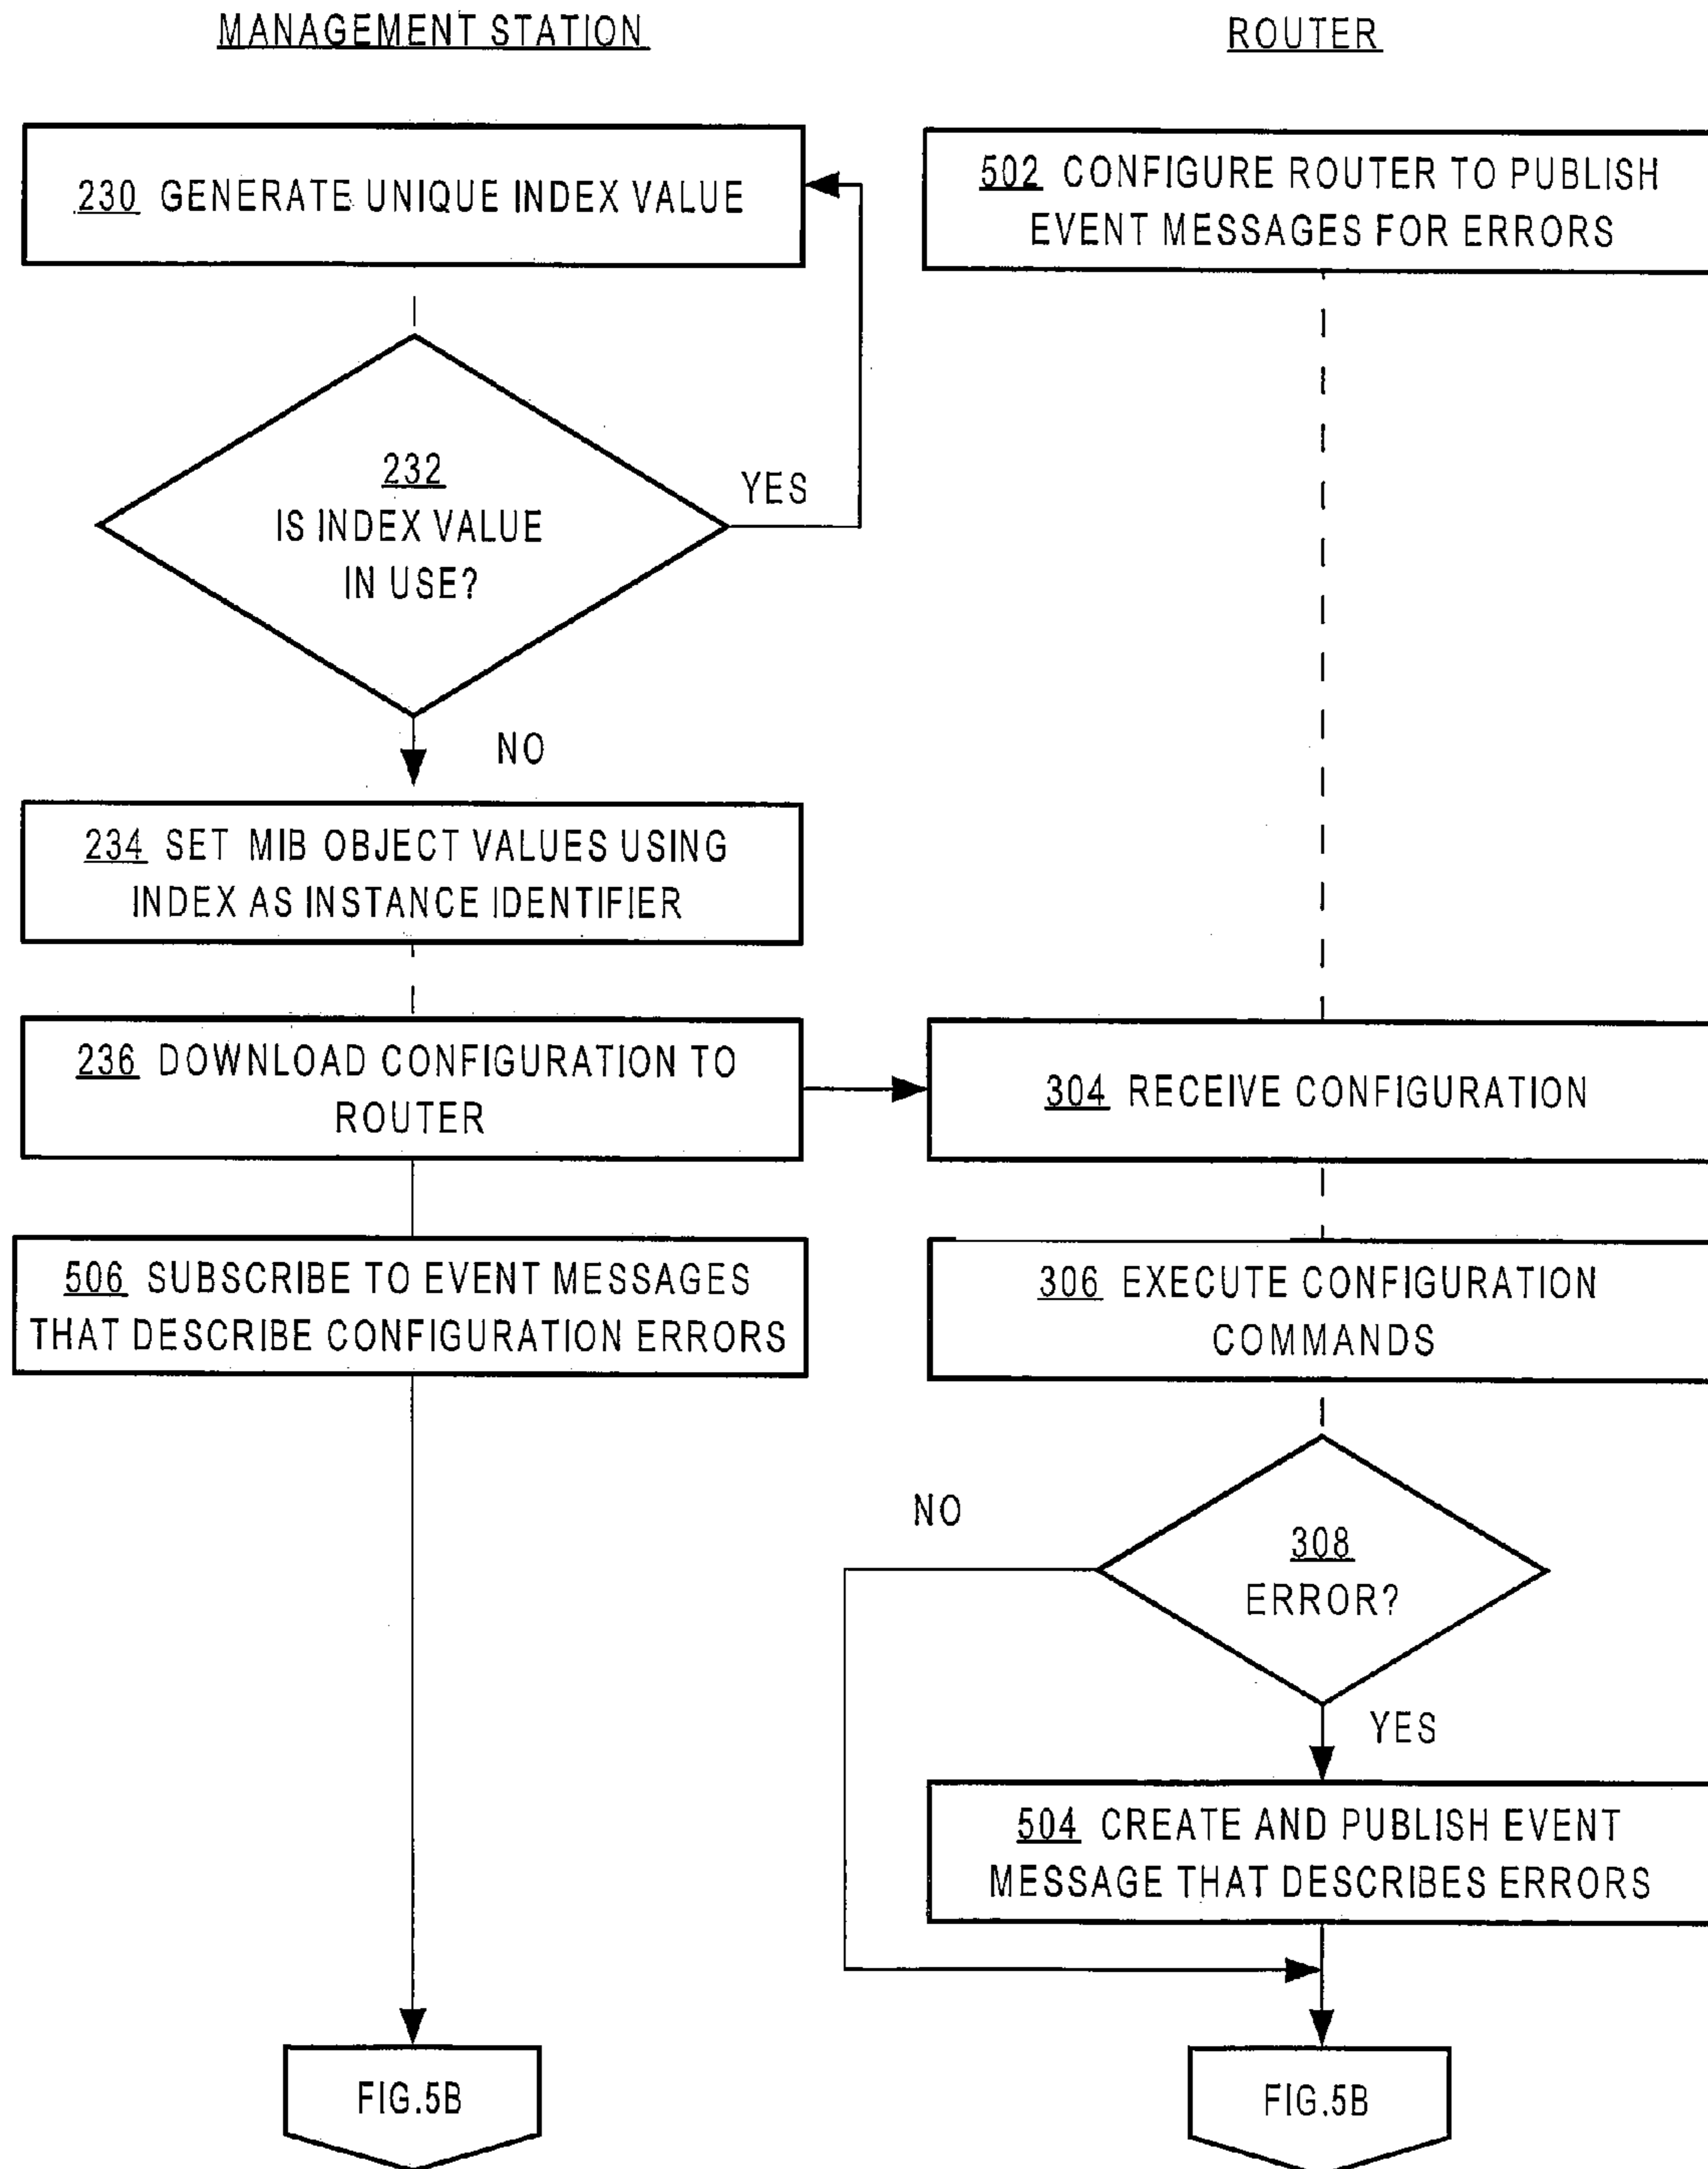 MANAGEMENT STATION
ROUTER
230 GENERATE UNIQUE INDEX VALUE
502 CONFIGURE ROUTER TO PUBLISH
EVENT MESSAGES FOR ERRORS
232
IS INDEX VALUE
IN USE?
YES
NO
234 SET MIB OBJECT VALUES USING
INDEX AS INSTANCE IDENTIFIER
236 DOWNLOAD CONFIGURATION TO
ROUTER
304 RECEIVE CONFIGURATION
506 SUBSCRIBE TO EVENT MESSAGES
THAT DESCRIBE CONFIGURATION ERRORS
306 EXECUTE CONFIGURATION
COMMANDS
NO
308
ERROR?
YES
504 CREATE AND PUBLISH EVENT
MESSAGE THAT DESCRIBES ERRORS
FIG.5B
FIG.5B